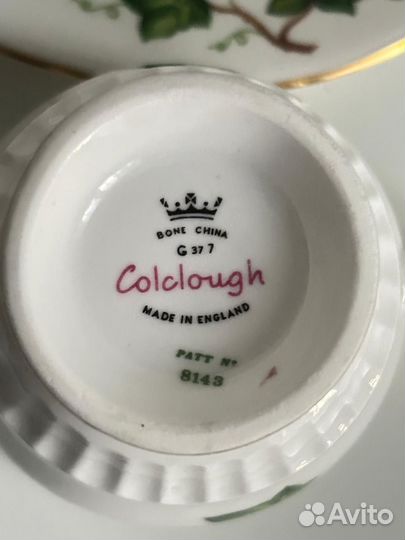 BONE CHINA
G 37 7
Colclough
MADE IN ENGLAND
PATT Nº
8143
Avito